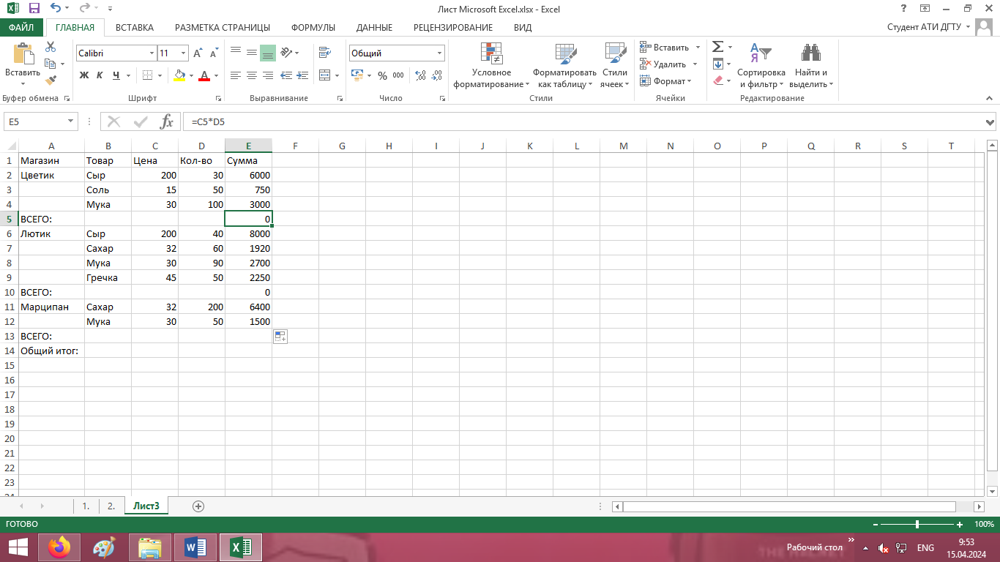 Лист Microsoft Excel.xlsx - Excel
ФАЙЛ ГЛАВНАЯ ВСТАВКА РАЗМЕТКА СТРАНИЦЫ ФОРМУЛЫ ДАННЫЕ РЕЦЕНЗИРОВАНИЕ ВИД Студент АТИ ДГТУ
Calibri 11 Общий
Вставить
Ж К Ч % 000
Условное форматирование
Форматировать как таблицу
Стили ячеек
Вставить
Удалить
Формат
Сортировка и фильтр
Найти и выделить
Буфер обмена Шрифт Выравнивание Число Стили Ячейки Редактирование
E5 fx =C5*D5
A B C D E F G H I J K L M N O P Q R S T
1 Магазин Товар Цена Кол-во Сумма
2 Цветик Сыр 200 30 6000
3 Соль 15 50 750
4 Мука 30 100 3000
5 ВСЕГО: 0
6 Лютик Сыр 200 40 8000
7 Сахар 32 60 1920
8 Мука 30 90 2700
9 Гречка 45 50 2250
10 ВСЕГО: 0
11 Марципан Сахар 32 200 6400
12 Мука 30 50 1500
13 ВСЕГО:
14 Общий итог:
15
16
17
18
19
20
21
22
23
1. 2. Лист3
ГОТОВО 100%
Рабочий стол ENG 9:53
15.04.2024